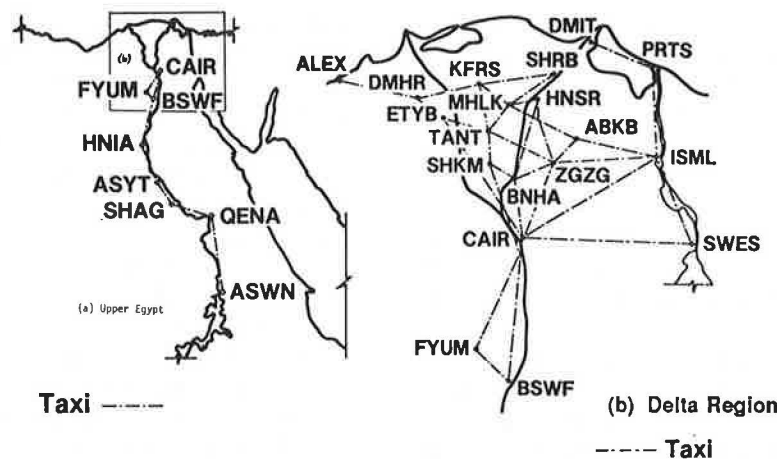 (b)
CAIR
FYUM
BSWF
HNIA
ASYT
SHAG
QENA
ASWN
(a) Upper Egypt
Taxi
DMIT
PRTS
ALEX
SHRB
KFRS
DMHR
MHLK
HNSR
ETYB
ABKB
TANT
SHKM
ISML
ZGZG
BNHA
CAIR
SWES
FYUM
BSWF
(b) Delta Region
Taxi